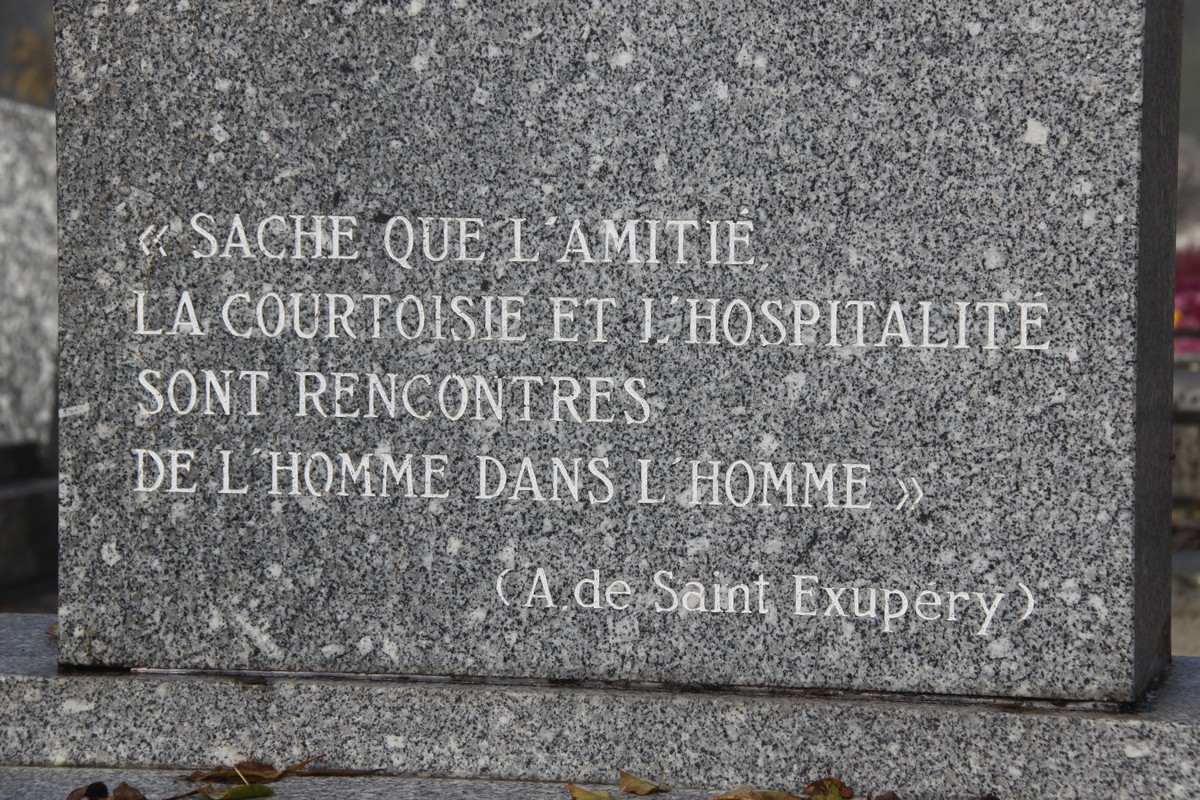 « SACHE QUE L'AMITIÉ,
LA COURTOISIE ET L'HOSPITALITÉ
SONT RENCONTRES
DE L'HOMME DANS L'HOMME »
(A. de Saint Exupéry)